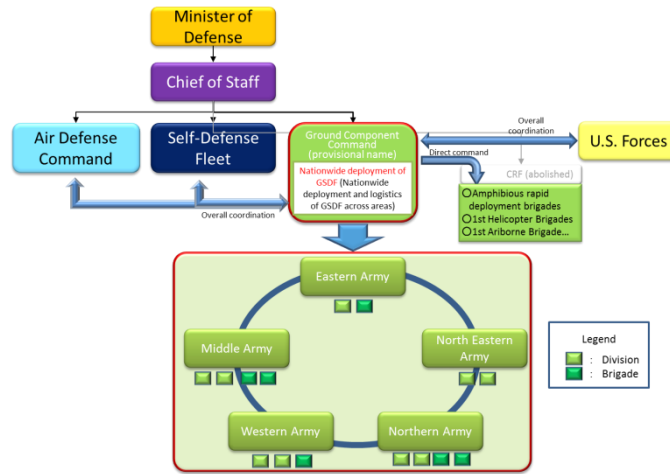 Minister of
Defense
Chief of Staff
Air Defense
Command
Self-Defense
Fleet
Ground Component
Command
(provisional name)
Nationwide deployment of
GSDF (Nationwide
deployment and logistics
of GSDF across areas)
Overall
coordination
Direct command
U.S. Forces
CRF (abolished)
○Amphibious rapid
deployment brigades
○1st Helicopter Brigades
○1st Ariborne Brigade...
Overall coordination
Eastern Army
Middle Army
North Eastern
Army
Western Army
Northern Army
Legend
: Division
: Brigade